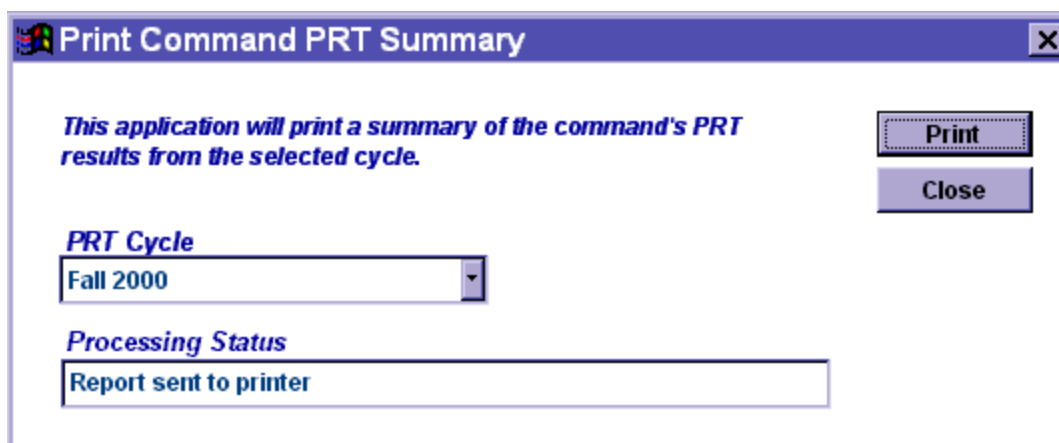 Print Command PRT Summary
This application will print a summary of the command's PRT
results from the selected cycle.
Print
Close
PRT Cycle
Fall 2000
Processing Status
Report sent to printer